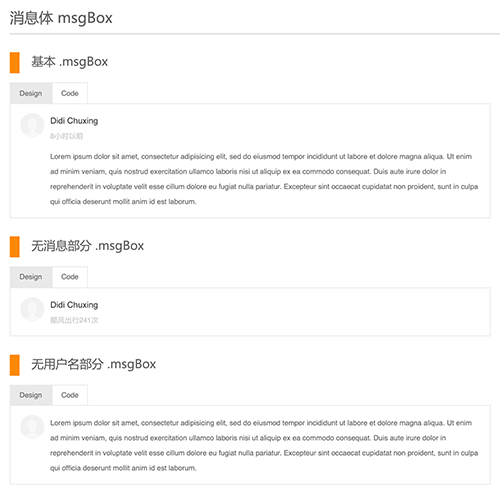 消息体 msgBox
基本 .msgBox
Design Code
Didi Chuxing
8小时以前
Lorem ipsum dolor sit amet, consectetur adipisicing elit, sed do eiusmod tempor incididunt ut labore et dolore magna aliqua. Ut enim
ad minim veniam, quis nostrud exercitation ullamco laboris nisi ut aliquip ex ea commodo consequat. Duis aute irure dolor in
reprehenderit in voluptate velit esse cillum dolore eu fugiat nulla pariatur. Excepteur sint occaecat cupidatat non proident, sunt in culpa
qui officia deserunt mollit anim id est laborum.
无消息部分 .msgBox
Design Code
Didi Chuxing
顺风出行241次
无用户名部分 .msgBox
Design Code
Lorem ipsum dolor sit amet, consectetur adipisicing elit, sed do eiusmod tempor incididunt ut labore et dolore magna aliqua. Ut enim
ad minim veniam, quis nostrud exercitation ullamco laboris nisi ut aliquip ex ea commodo consequat. Duis aute irure dolor in
reprehenderit in voluptate velit esse cillum dolore eu fugiat nulla pariatur. Excepteur sint occaecat cupidatat non proident, sunt in culpa
qui officia deserunt mollit anim id est laborum.